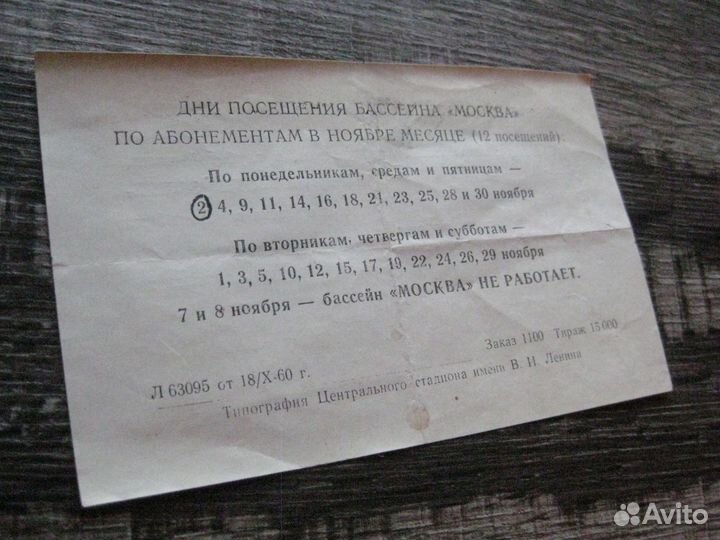 ДНИ ПОСЕЩЕНИЯ БАССЕЙНА «МОСКВА»
ПО АБОНЕМЕНТАМ В НОЯБРЕ МЕСЯЦЕ (12 посещений).
По понедельникам, средам и пятницам —
2 4, 9, 11, 14, 16, 18, 21, 23, 25, 28 и 30 ноября
По вторникам, четвергам и субботам —
1, 3, 5, 10, 12, 15, 17, 19, 22, 24, 26, 29 ноября
7 и 8 ноября — бассейн «МОСКВА» НЕ РАБОТАЕТ.
Л 63095 от 18/X-60 г. Заказ 1100 Тираж 15 000
Типография Центрального стадиона имени В. И. Ленина
Avito